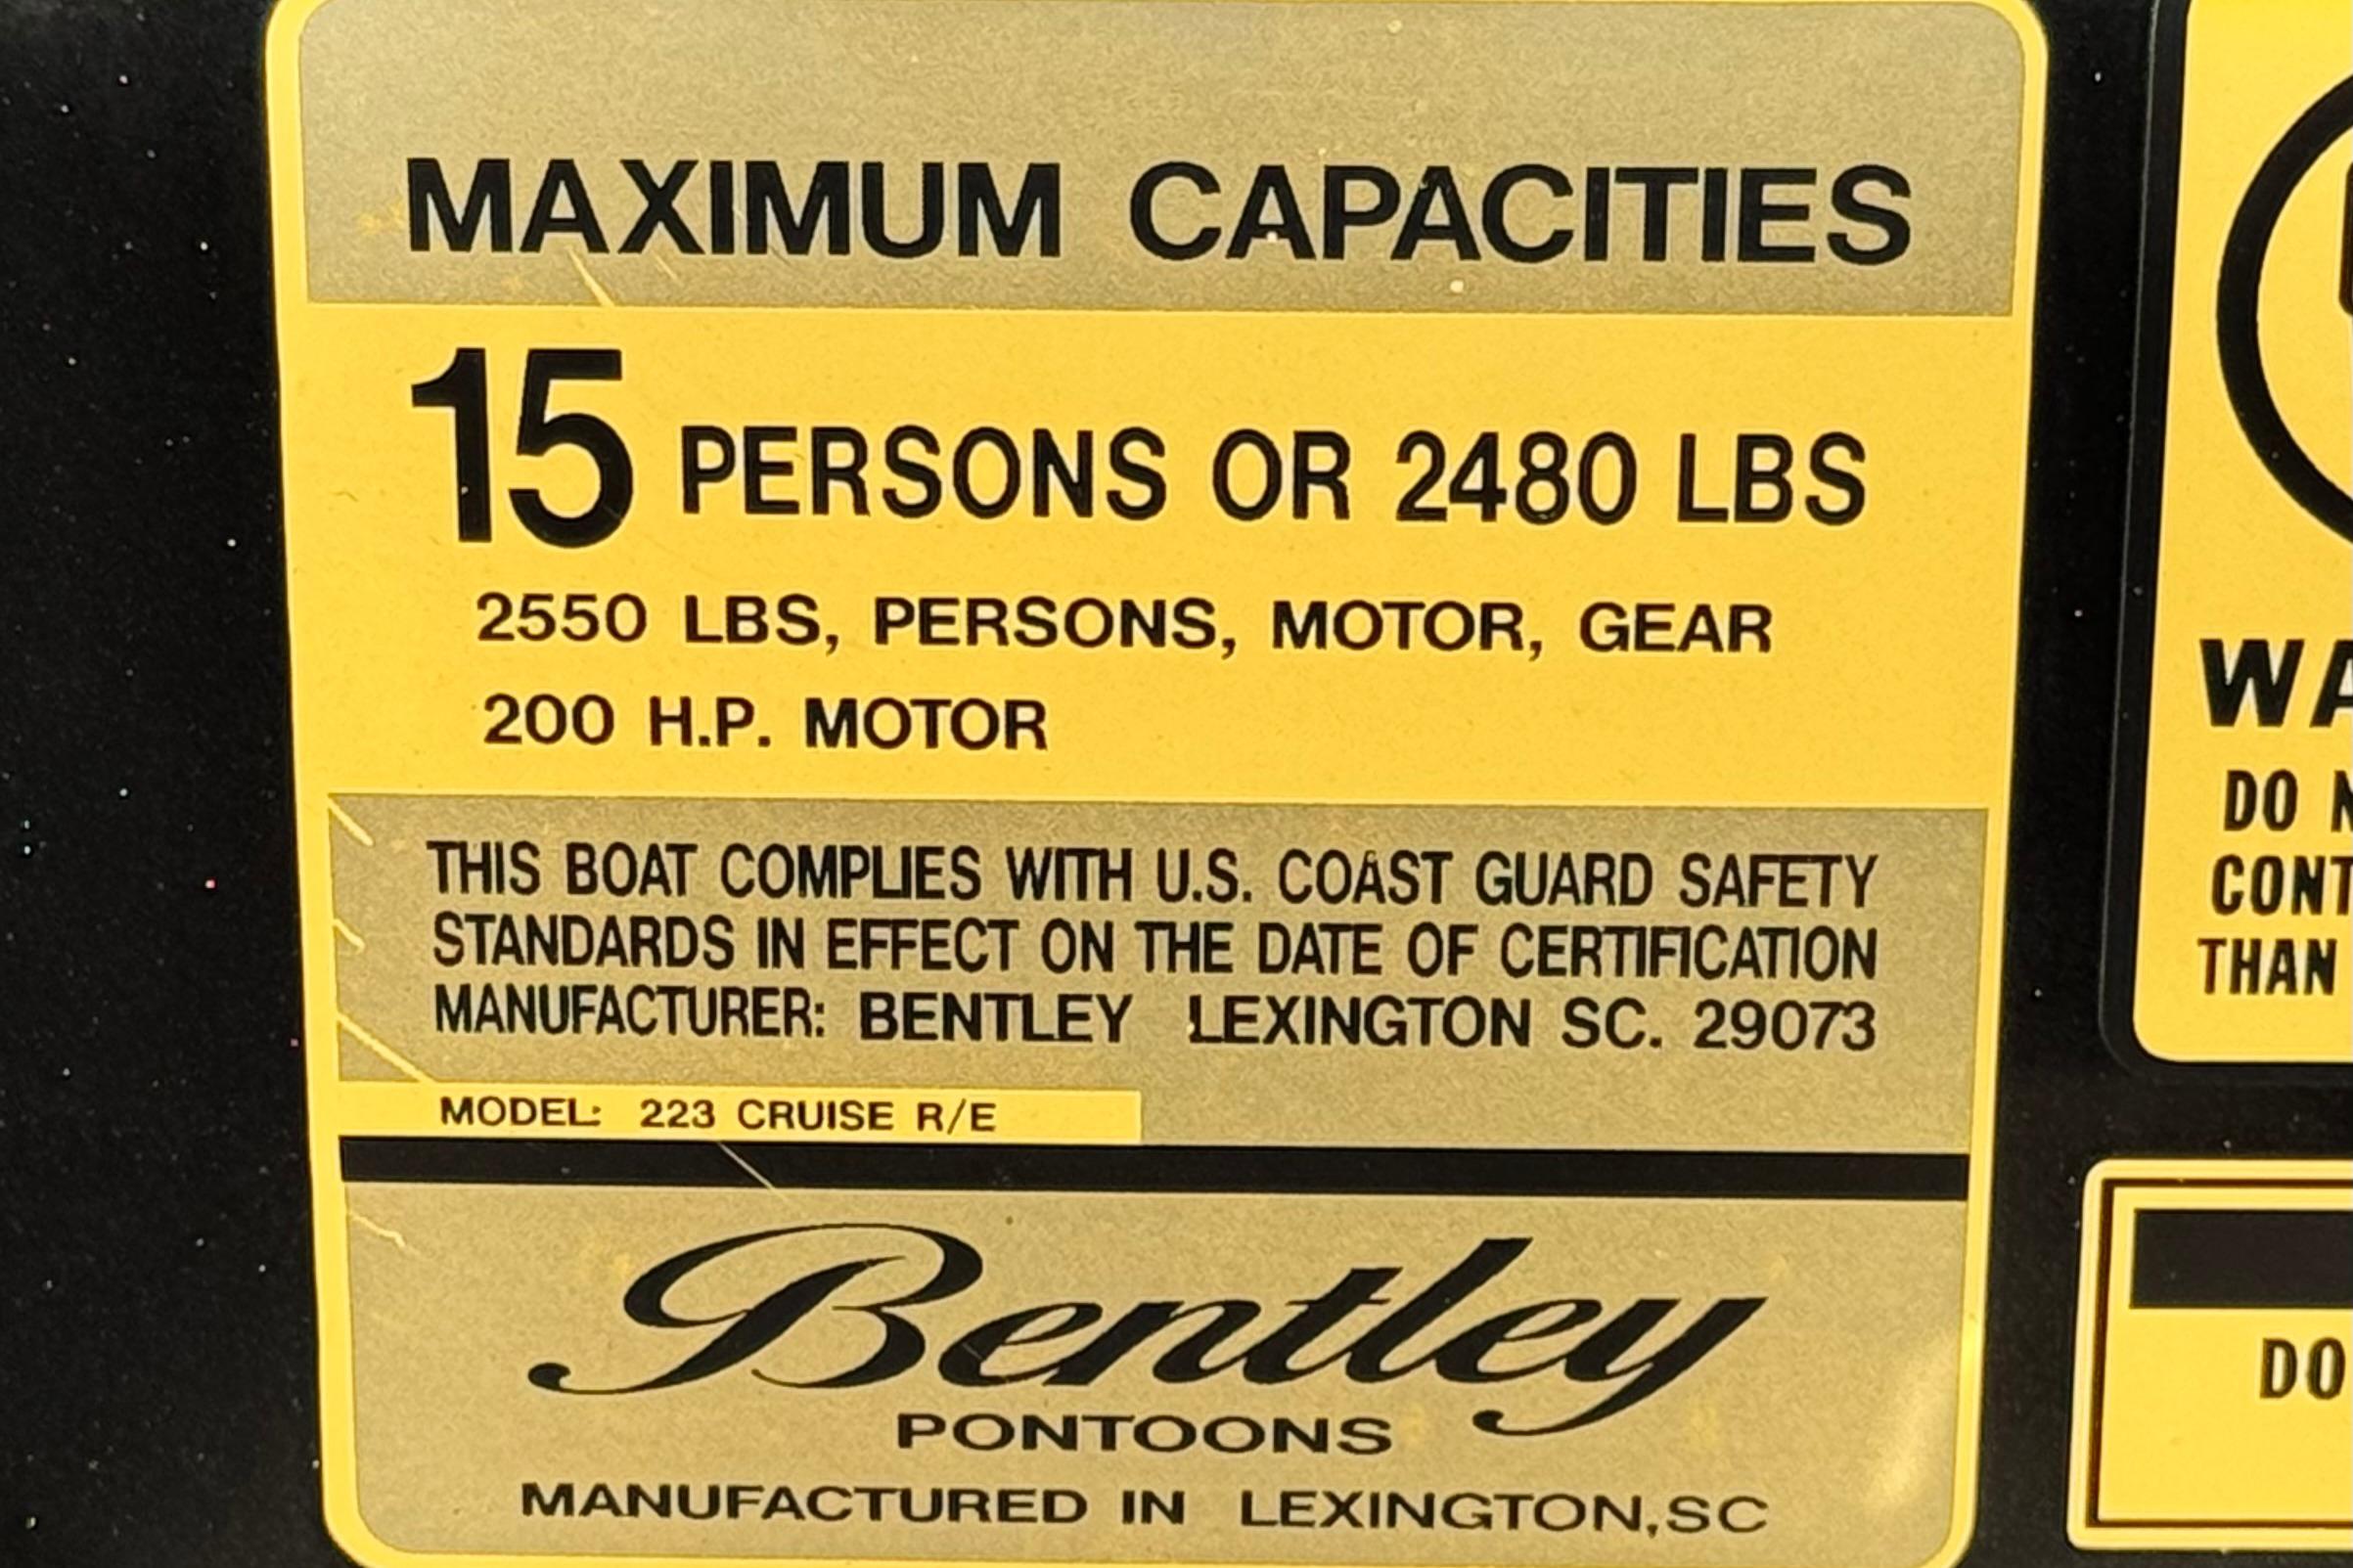 MAXIMUM CAPACITIES
15 PERSONS OR 2480 LBS
2550 LBS, PERSONS, MOTOR, GEAR
200 H.P. MOTOR
THIS BOAT COMPLIES WITH U.S. COAST GUARD SAFETY
STANDARDS IN EFFECT ON THE DATE OF CERTIFICATION
MANUFACTURER: BENTLEY LEXINGTON SC. 29073
MODEL: 223 CRUISE R/E
Bentley
PONTOONS
MANUFACTURED IN LEXINGTON,SC
DO
THAN
DO